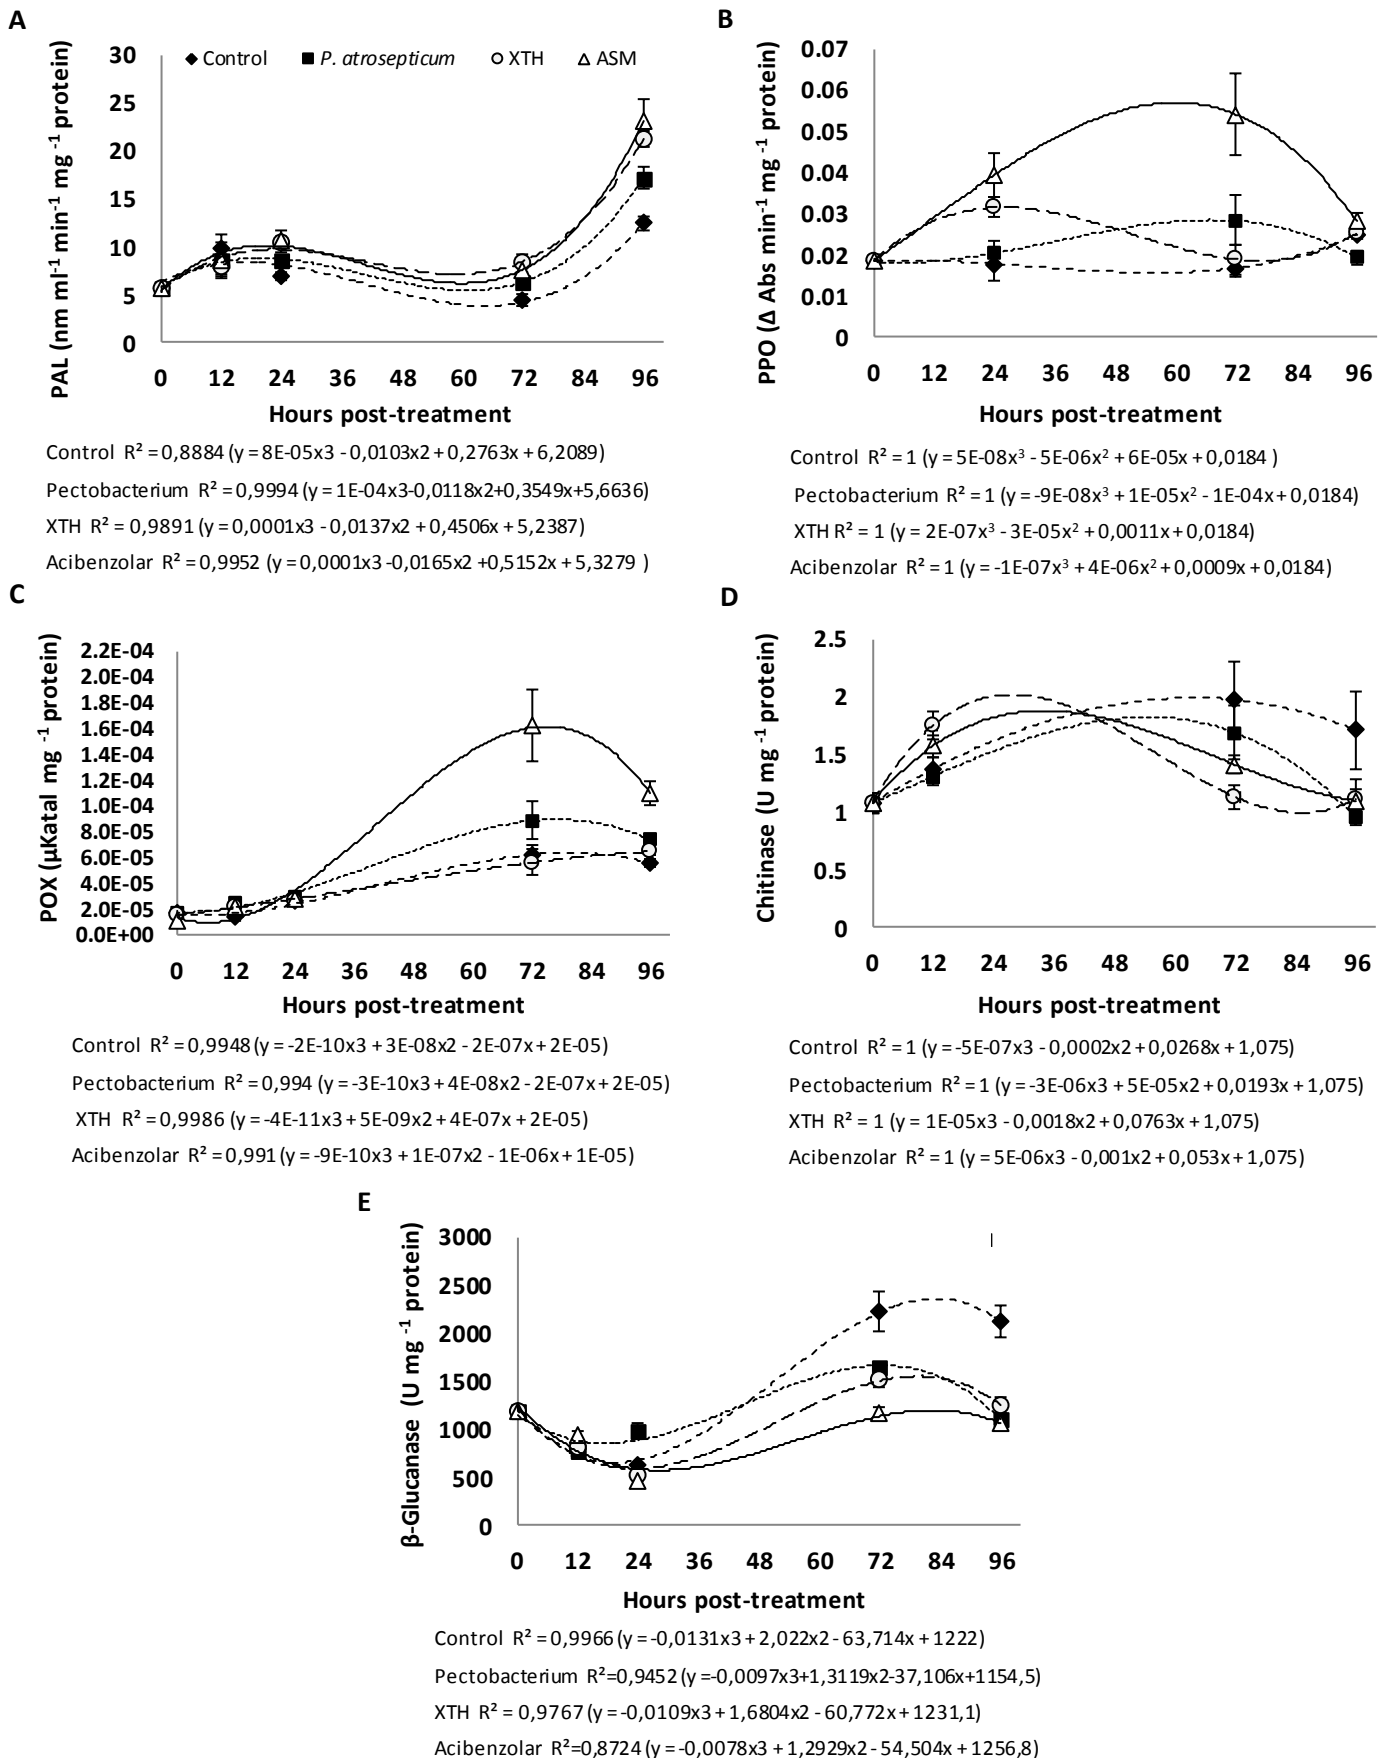 A
PAL (nm ml⁻¹ min⁻¹ mg ⁻¹ protein)
30
25
20
15
10
5
0
Control
P. atrosepticum
XTH
ASM
0 12 24 36 48 60 72 84 96
Hours post-treatment
Control R² = 0,8884 (y = 8E-05x3 - 0,0103x2 + 0,2763x + 6,2089)
Pectobacterium R² = 0,9994 (y = 1E-04x3-0,0118x2+0,3549x+5,6636)
XTH R² = 0,9891 (y = 0,0001x3 - 0,0137x2 + 0,4506x + 5,2387)
Acibenzolar R² = 0,9952 (y = 0,0001x3 -0,0165x2 +0,5152x + 5,3279 )
B
PPO (Δ Abs min⁻¹ mg ⁻¹ protein)
0.07
0.06
0.05
0.04
0.03
0.02
0.01
0
0 12 24 36 48 60 72 84 96
Hours post-treatment
Control R² = 1 (y = 5E-08x³ - 5E-06x² + 6E-05x + 0,0184 )
Pectobacterium R² = 1 (y = -9E-08x³ + 1E-05x² - 1E-04x + 0,0184)
XTH R² = 1 (y = 2E-07x³ - 3E-05x² + 0,0011x + 0,0184)
Acibenzolar R² = 1 (y = -1E-07x³ + 4E-06x² + 0,0009x + 0,0184)
C
POX (μKatal mg ⁻¹ protein)
2.2E-04
2.0E-04
1.8E-04
1.6E-04
1.4E-04
1.2E-04
1.0E-04
8.0E-05
6.0E-05
4.0E-05
2.0E-05
0.0E+00
0 12 24 36 48 60 72 84 96
Hours post-treatment
Control R² = 0,9948 (y = -2E-10x3 + 3E-08x2 - 2E-07x + 2E-05)
Pectobacterium R² = 0,994 (y = -3E-10x3 + 4E-08x2 - 2E-07x + 2E-05)
XTH R² = 0,9986 (y = -4E-11x3 + 5E-09x2 + 4E-07x + 2E-05)
Acibenzolar R² = 0,991 (y = -9E-10x3 + 1E-07x2 - 1E-06x + 1E-05)
D
Chitinase (U mg ⁻¹ protein)
2.5
2
1.5
1
0.5
0
0 12 24 36 48 60 72 84 96
Hours post-treatment
Control R² = 1 (y = -5E-07x3 - 0,0002x2 + 0,0268x + 1,075)
Pectobacterium R² = 1 (y = -3E-06x3 + 5E-05x2 + 0,0193x + 1,075)
XTH R² = 1 (y = 1E-05x3 - 0,0018x2 + 0,0763x + 1,075)
Acibenzolar R² = 1 (y = 5E-06x3 - 0,001x2 + 0,053x + 1,075)
E
β-Glucanase (U mg ⁻¹ protein)
3000
2500
2000
1500
1000
500
0
0 12 24 36 48 60 72 84 96
Hours post-treatment
Control R² = 0,9966 (y = -0,0131x3 + 2,022x2 - 63,714x + 1222)
Pectobacterium R²=0,9452 (y =-0,0097x3+1,3119x2-37,106x+1154,5)
XTH R² = 0,9767 (y = -0,0109x3 + 1,6804x2 - 60,772x + 1231,1)
Acibenzolar R²=0,8724 (y = -0,0078x3 + 1,2929x2 - 54,504x + 1256,8)